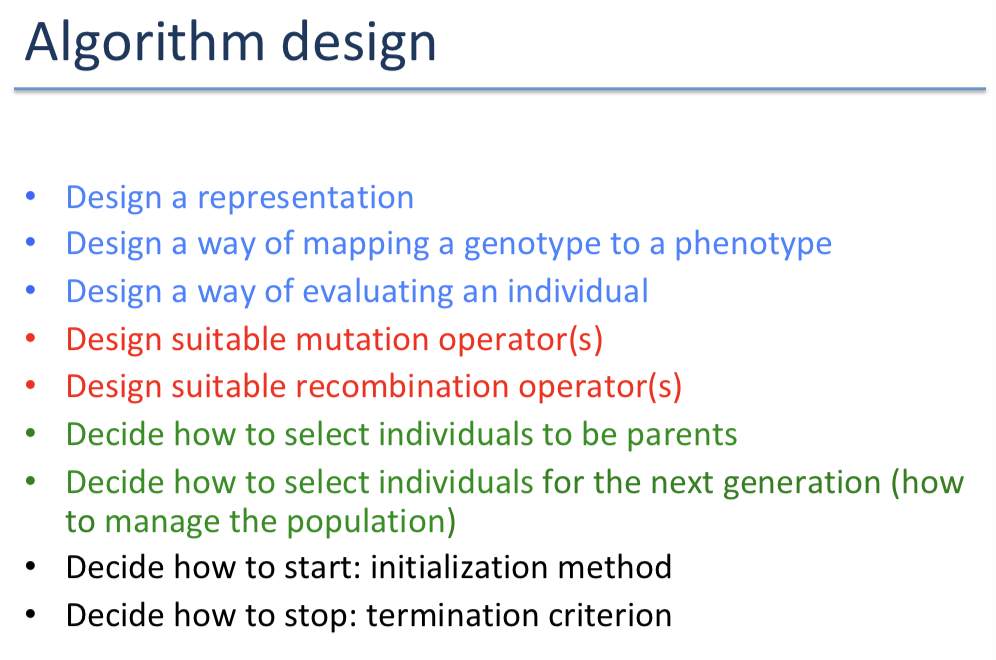 Algorithm design
• Design a representation
• Design a way of mapping a genotype to a phenotype
• Design a way of evaluating an individual
• Design suitable mutation operator(s)
• Design suitable recombination operator(s)
• Decide how to select individuals to be parents
• Decide how to select individuals for the next generation (how
to manage the population)
• Decide how to start: initialization method
• Decide how to stop: termination criterion